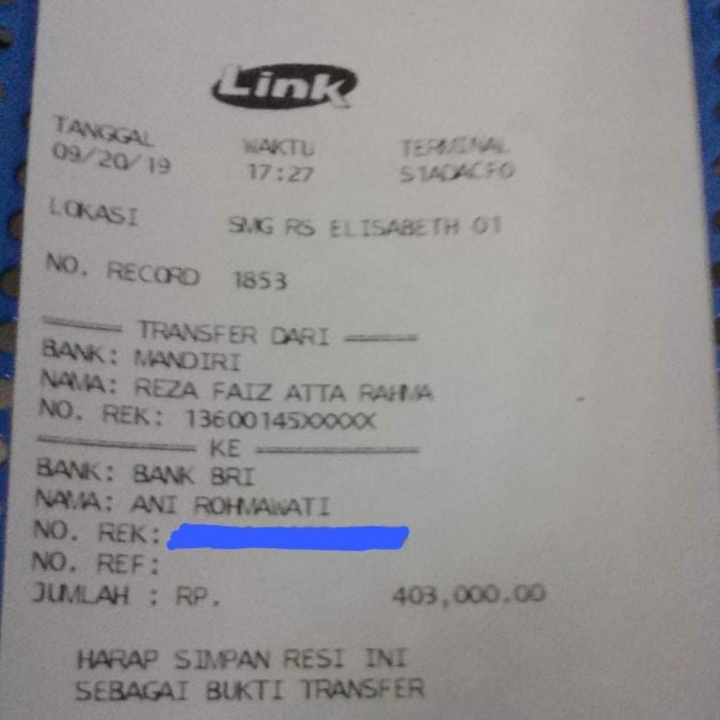 Link
TANGGAL WAKTU TERMINAL
09/20/19 17:27 S1ADACFO
LOKASI SMG RS ELISABETH 01
NO. RECORD 1853
TRANSFER DARI
BANK: MANDIRI
NAMA: REZA FAIZ ATTA RAHMA
NO. REK: 13600145XXXXX
KE
BANK: BANK BRI
NAMA: ANI ROHMAWATI
NO. REK:
NO. REF:
JUMLAH : RP. 403,000.00
HARAP SIMPAN RESI INI
SEBAGAI BUKTI TRANSFER